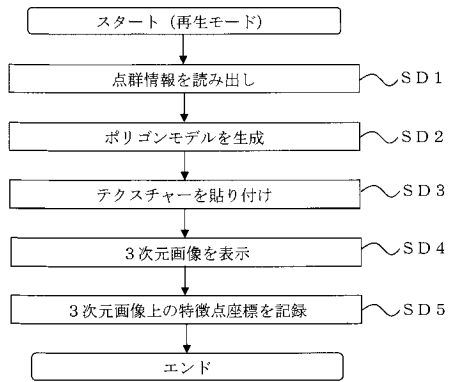 スタート（再生モード）
点群情報を読み出し
SD1
ポリゴンモデルを生成
SD2
テクスチャーを貼り付け
SD3
3次元画像を表示
SD4
3次元画像上の特徴点座標を記録
SD5
エンド